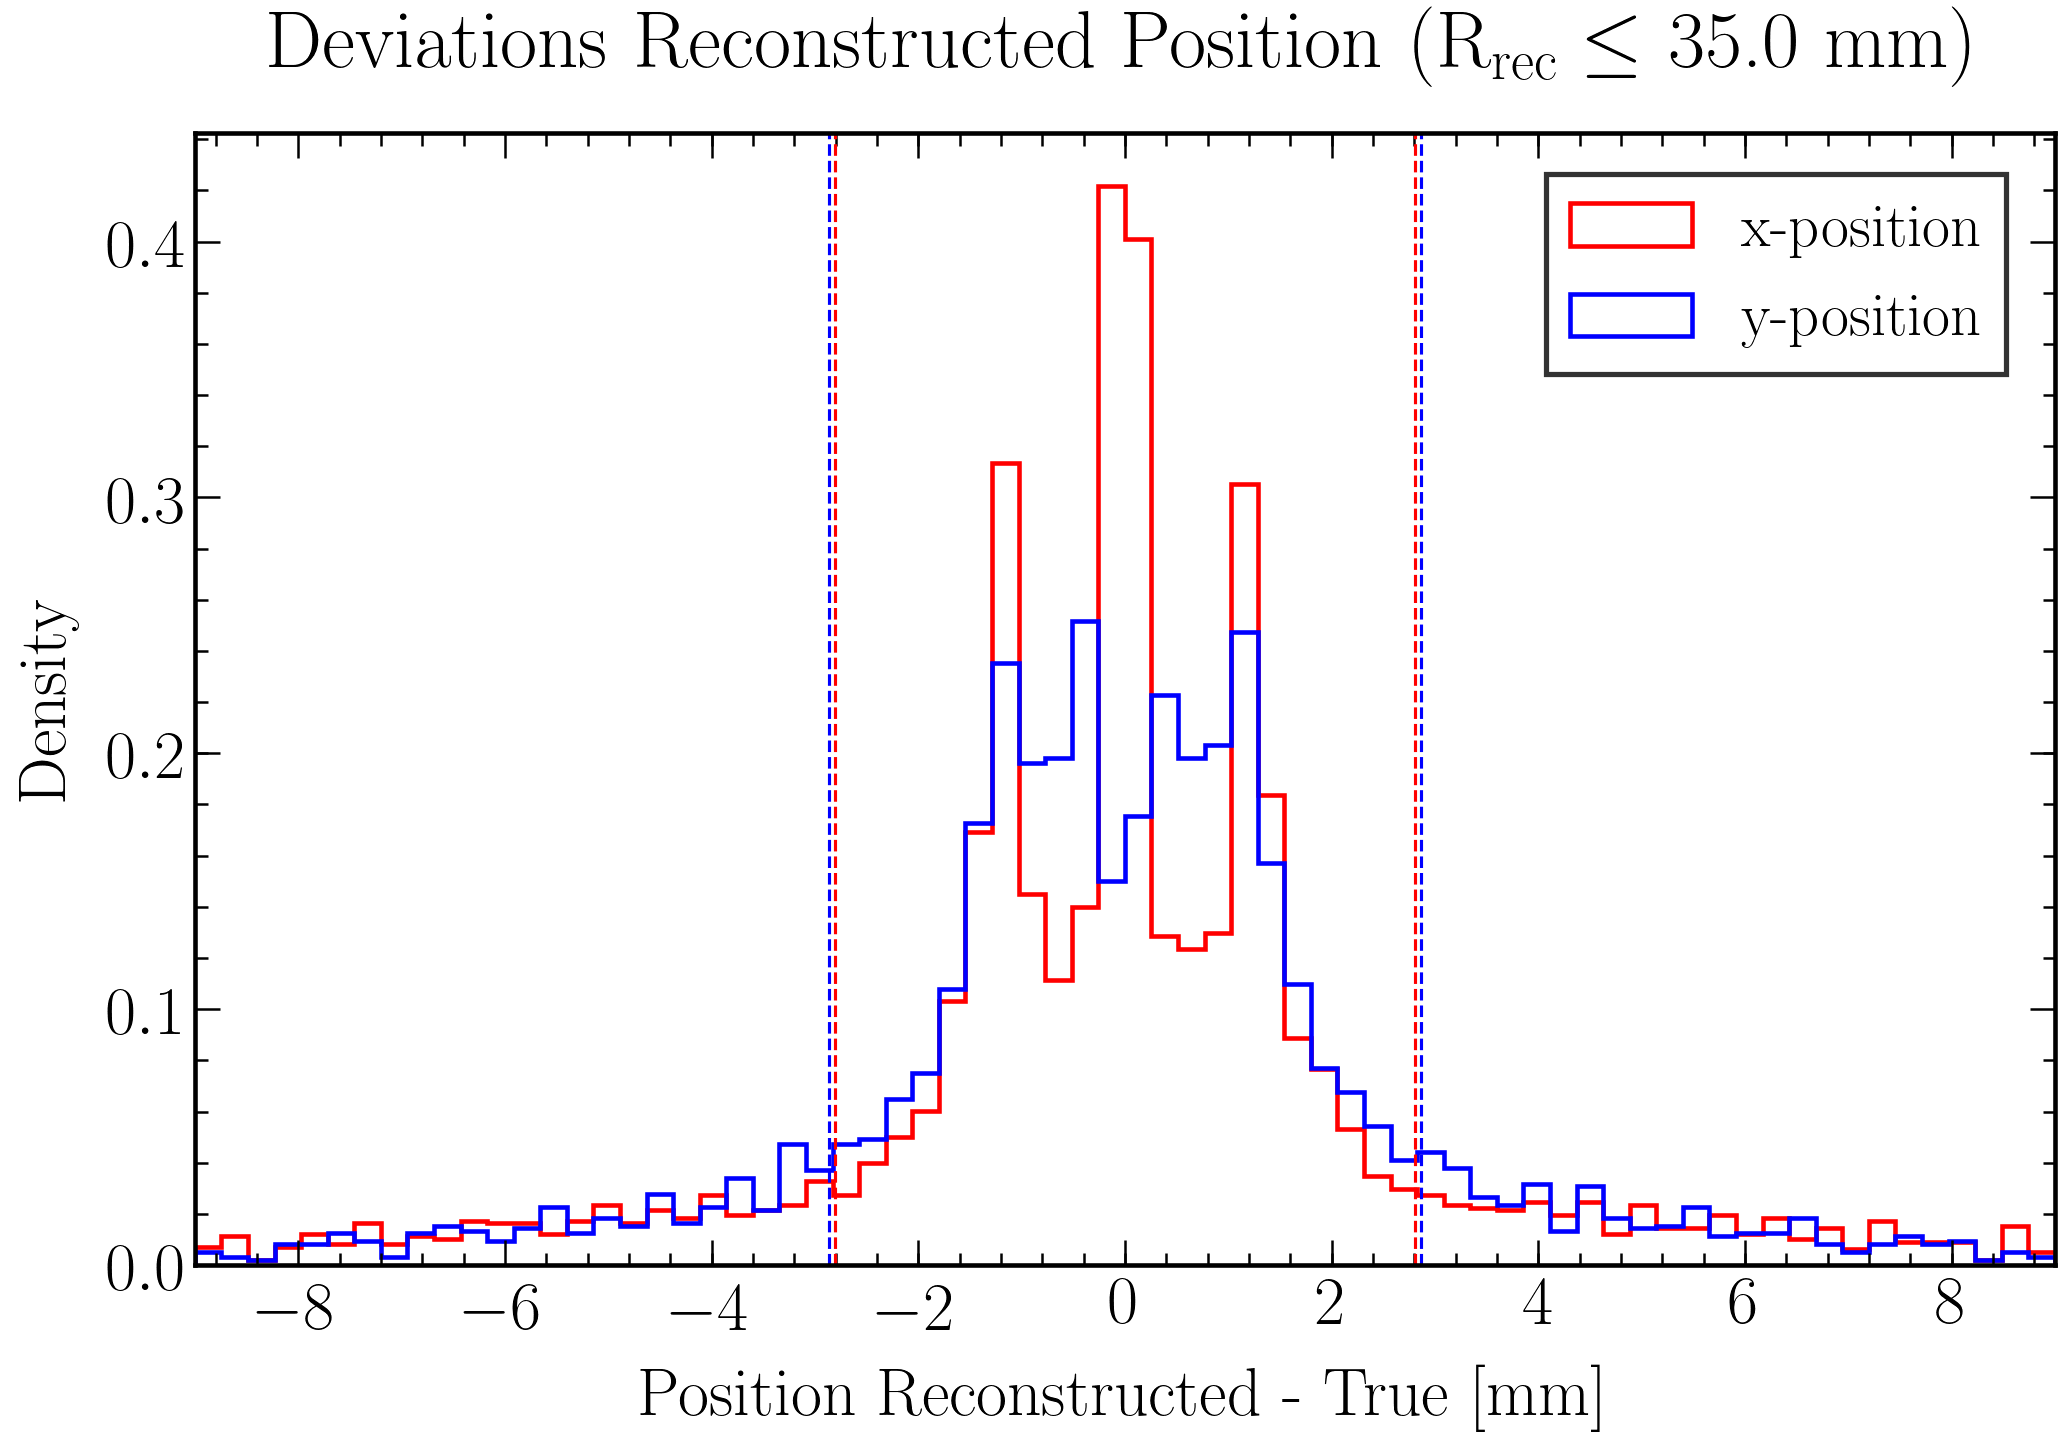 Deviations Reconstructed Position (R_rec ≤ 35.0 mm)
x-position
y-position
Density
0.4
0.3
0.2
0.1
0.0
−8 −6 −4 −2 0 2 4 6 8
Position Reconstructed - True [mm]